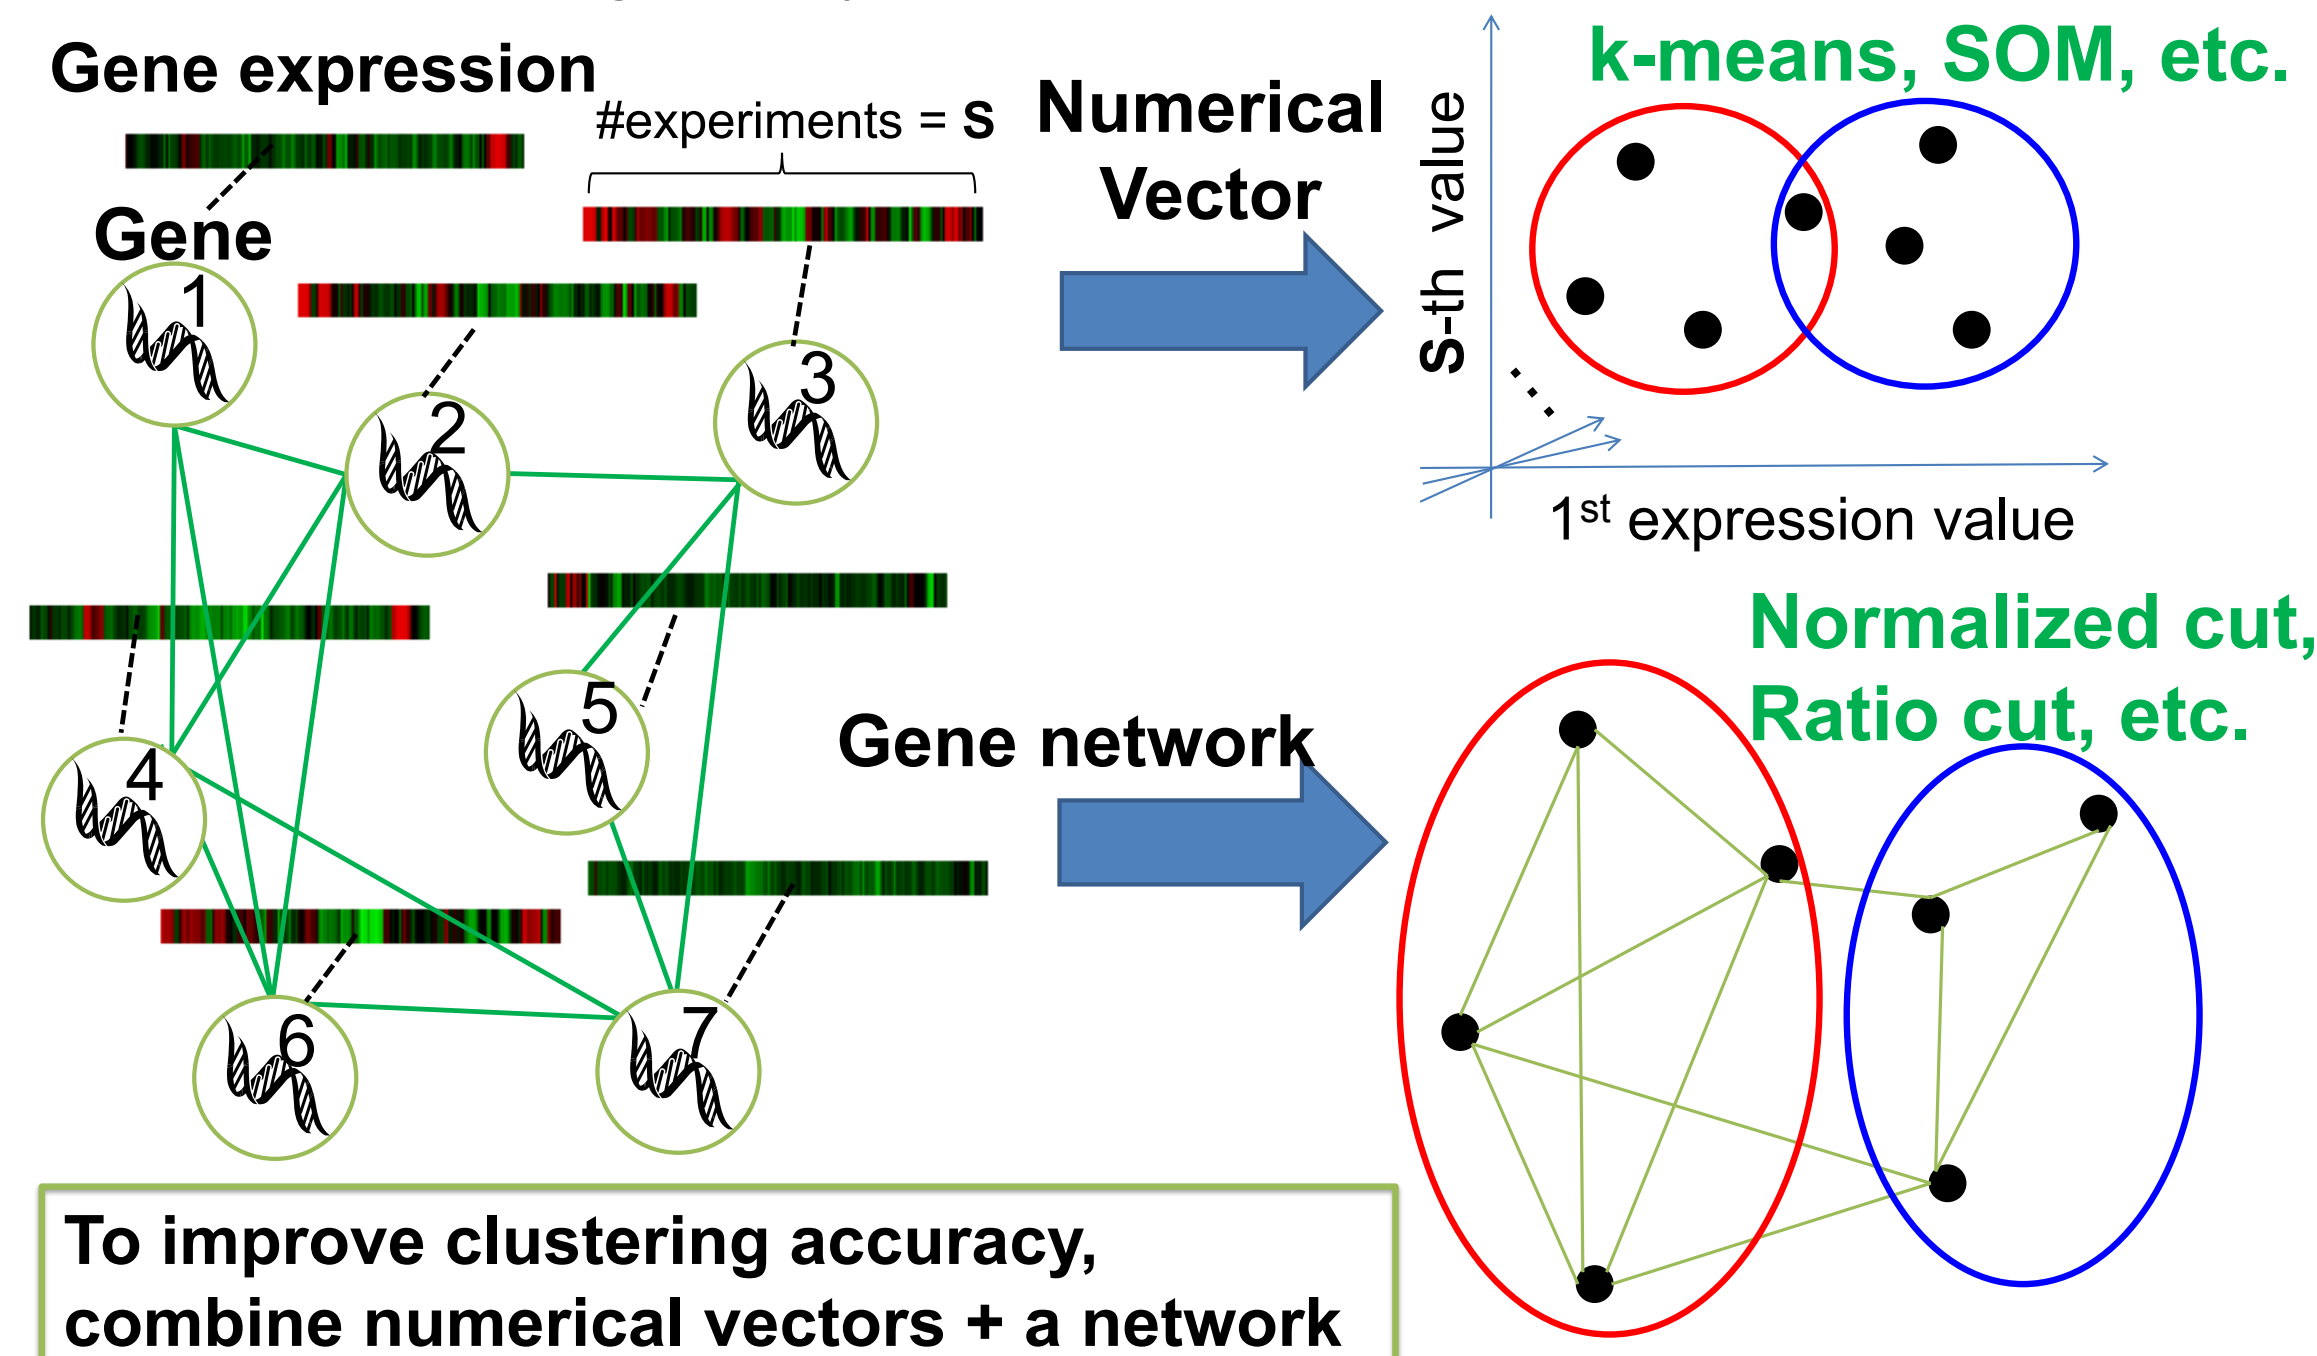 Gene expression
#experiments = S
Gene
1
2
3
4
5
6
7
Numerical
Vector
k-means, SOM, etc.
S-th value
1st expression value
Gene network
Normalized cut,
Ratio cut, etc.
To improve clustering accuracy,
combine numerical vectors + a network